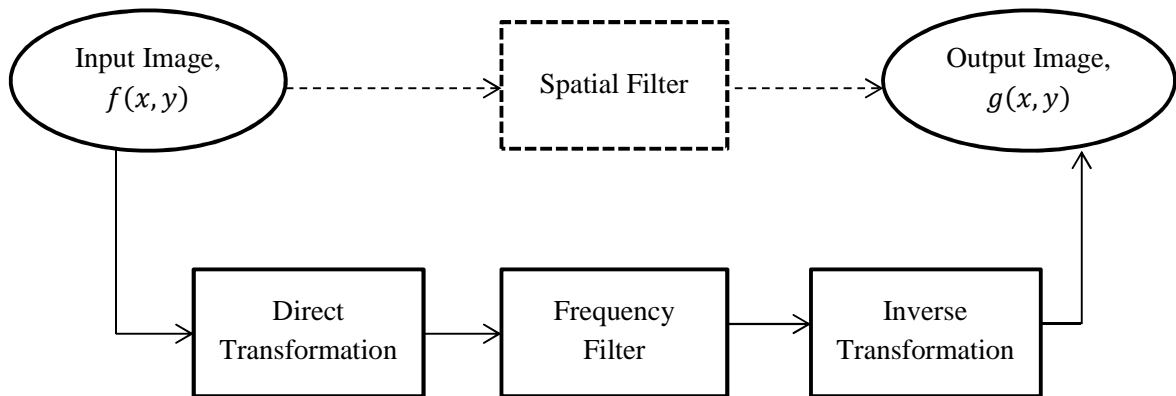 Input Image,
𝑓(𝑥, 𝑦)
Spatial Filter
Output Image,
𝑔(𝑥, 𝑦)
Direct
Transformation
Frequency
Filter
Inverse
Transformation